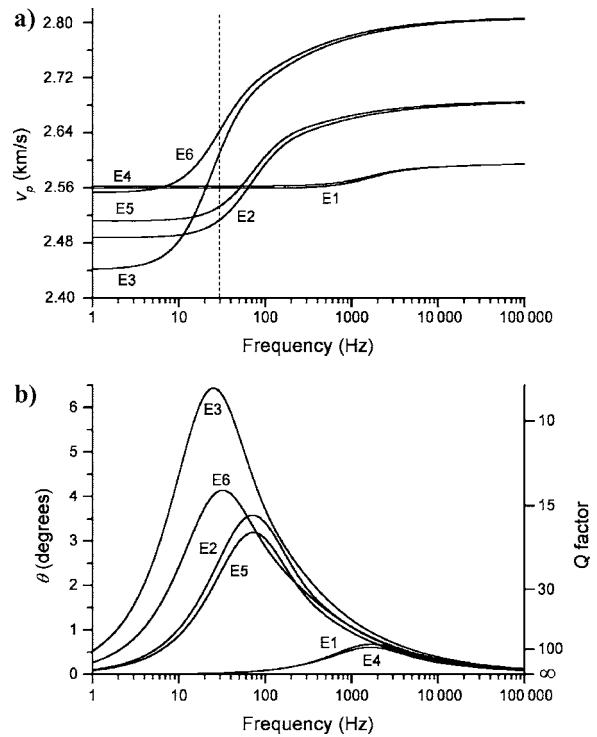 a)
2.80
2.72
2.64
2.56
2.48
2.40
v_p (km/s)
E6
E4
E5
E2
E1
E3
1 10 100 1000 10 000 100 000
Frequency (Hz)
b)
6
5
4
3
2
1
0
θ (degrees)
E3
E6
E2
E5
E1
E4
10
15
30
100
∞
Q factor
1 10 100 1000 10 000 100 000
Frequency (Hz)